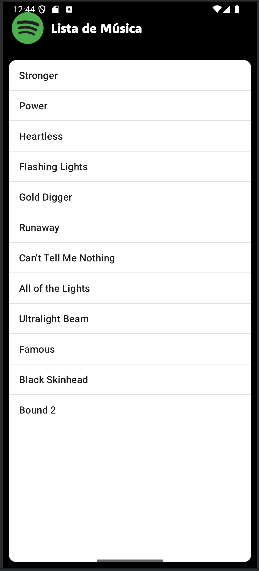 12:44
Lista de Música
Stronger
Power
Heartless
Flashing Lights
Gold Digger
Runaway
Can't Tell Me Nothing
All of the Lights
Ultralight Beam
Famous
Black Skinhead
Bound 2